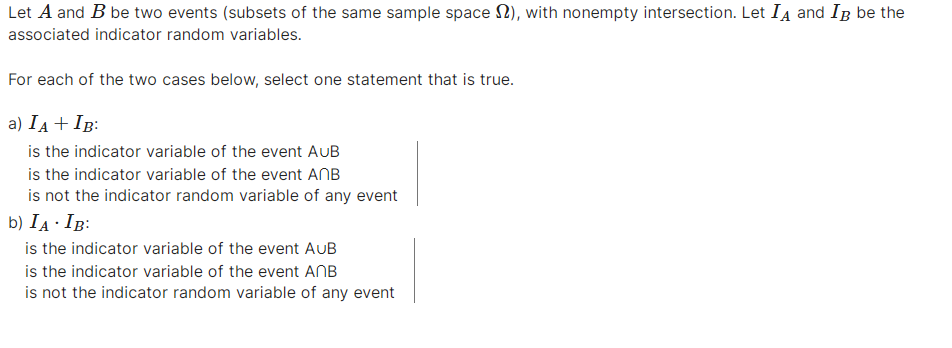 Let A and B be two events (subsets of the same sample space Ω), with nonempty intersection. Let I_A and I_B be the
associated indicator random variables.
For each of the two cases below, select one statement that is true.
a) I_A + I_B:
is the indicator variable of the event A∪B
is the indicator variable of the event A∩B
is not the indicator random variable of any event
b) I_A · I_B:
is the indicator variable of the event A∪B
is the indicator variable of the event A∩B
is not the indicator random variable of any event